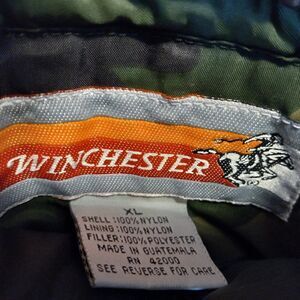 WINCHESTER
XL
SHELL: 100% NYLON
LINING: 100% NYLON
FILLER: 100% POLYESTER
MADE IN GUATEMALA
RN 42000
SEE REVERSE FOR CARE